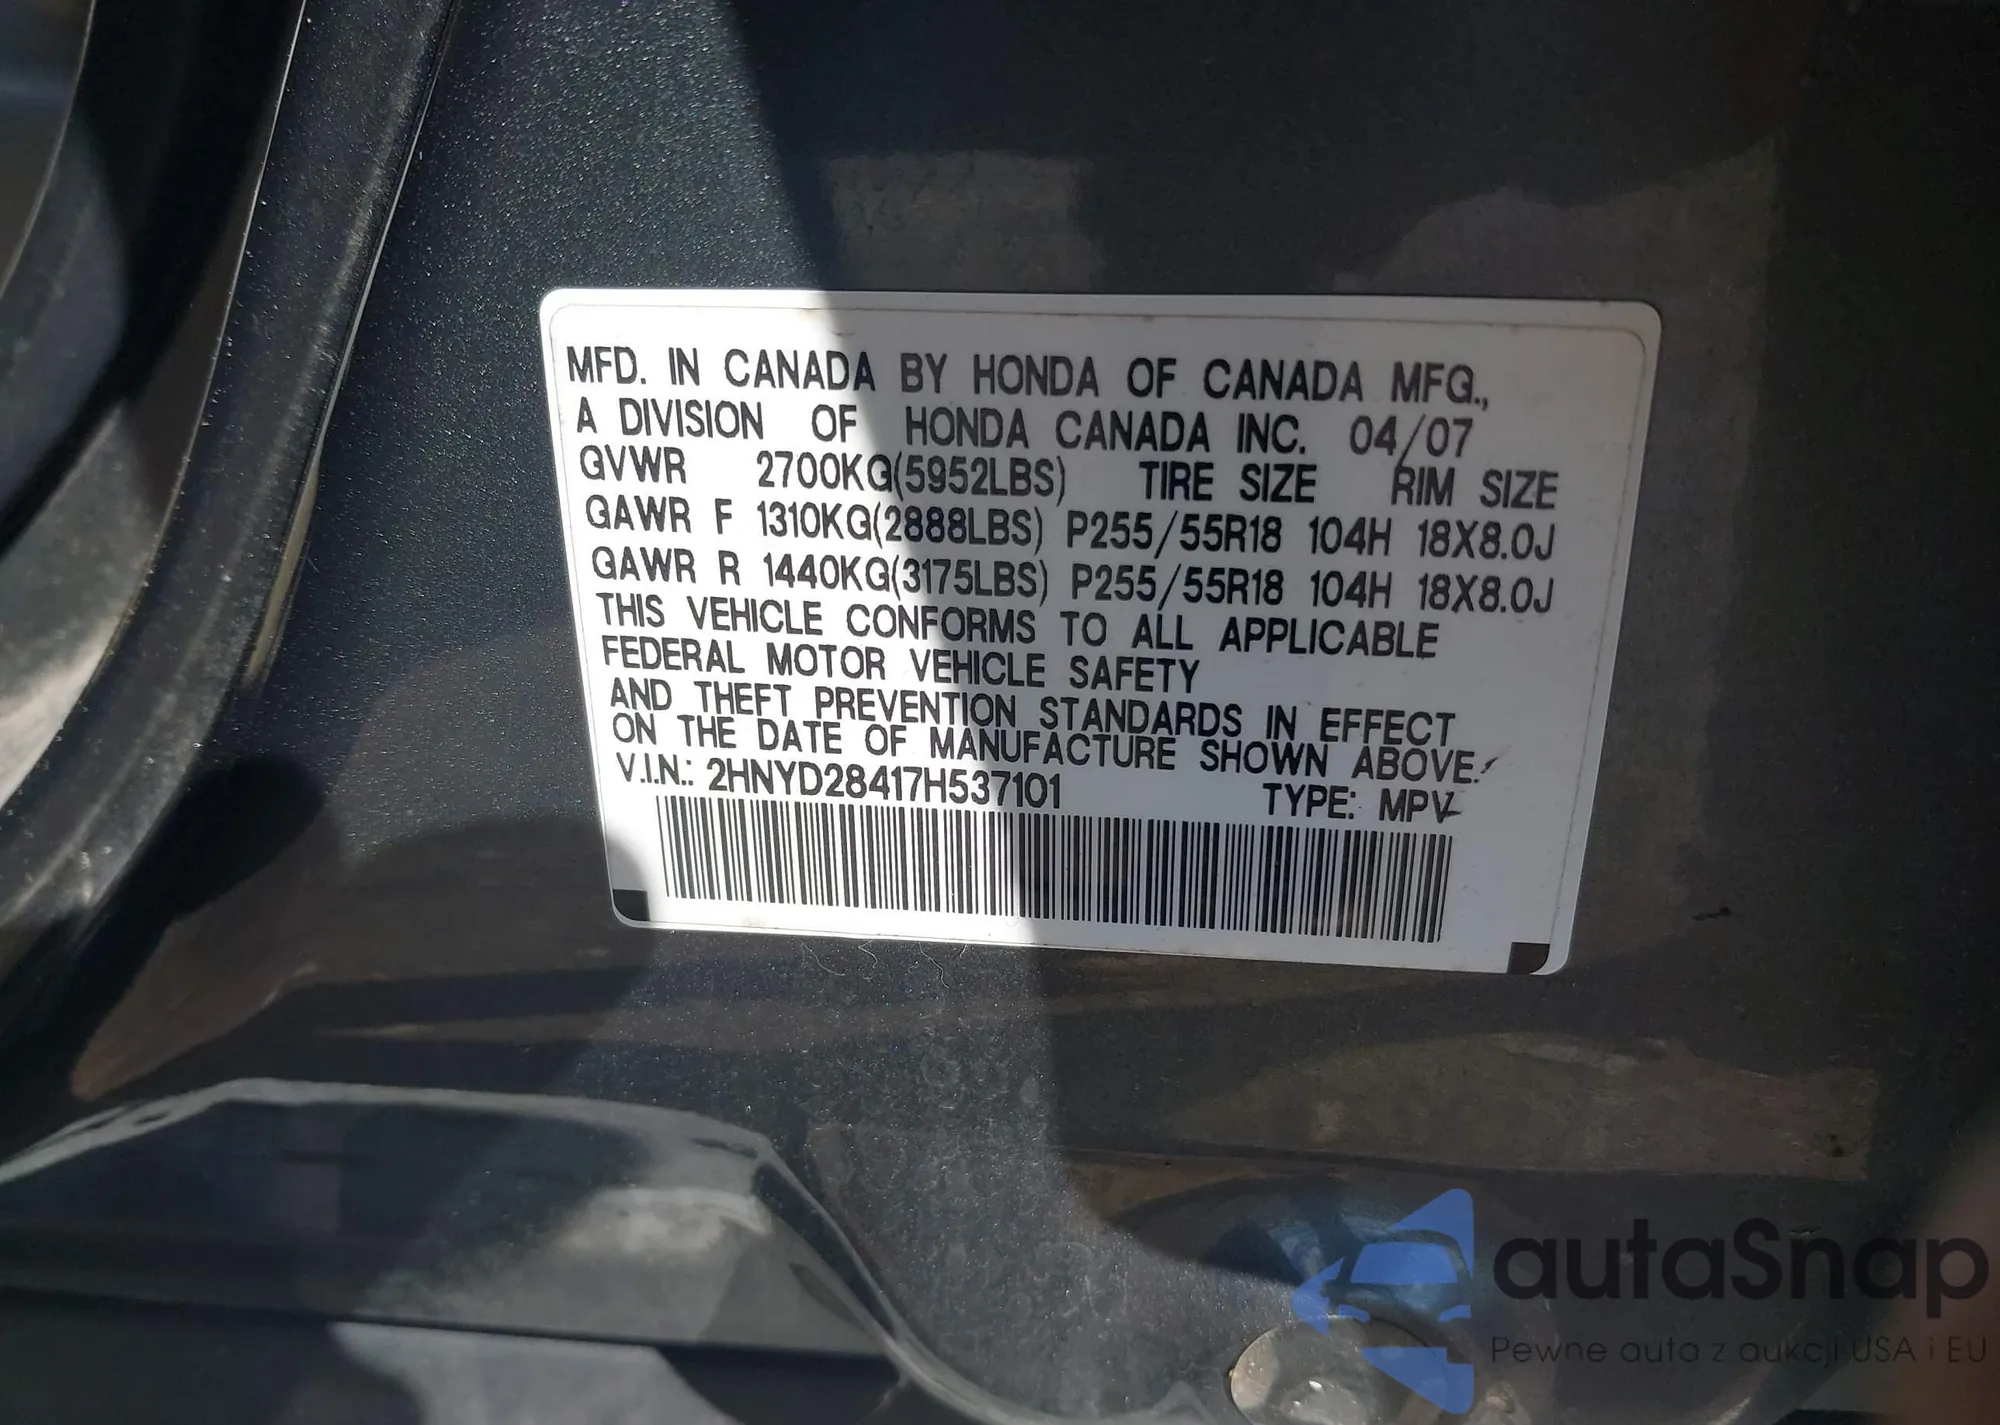 MFD. IN CANADA BY HONDA OF CANADA MFG.,
A DIVISION OF HONDA CANADA INC. 04/07
GVWR 2700KG(5952LBS) TIRE SIZE RIM SIZE
GAWR F 1310KG(2888LBS) P255/55R18 104H 18X8.0J
GAWR R 1440KG(3175LBS) P255/55R18 104H 18X8.0J
THIS VEHICLE CONFORMS TO ALL APPLICABLE
FEDERAL MOTOR VEHICLE SAFETY
AND THEFT PREVENTION STANDARDS IN EFFECT
ON THE DATE OF MANUFACTURE SHOWN ABOVE.
V.I.N.: 2HNYD28417H537101 TYPE: MPV
autaSnap
Pewne auta z aukcji USA i EU